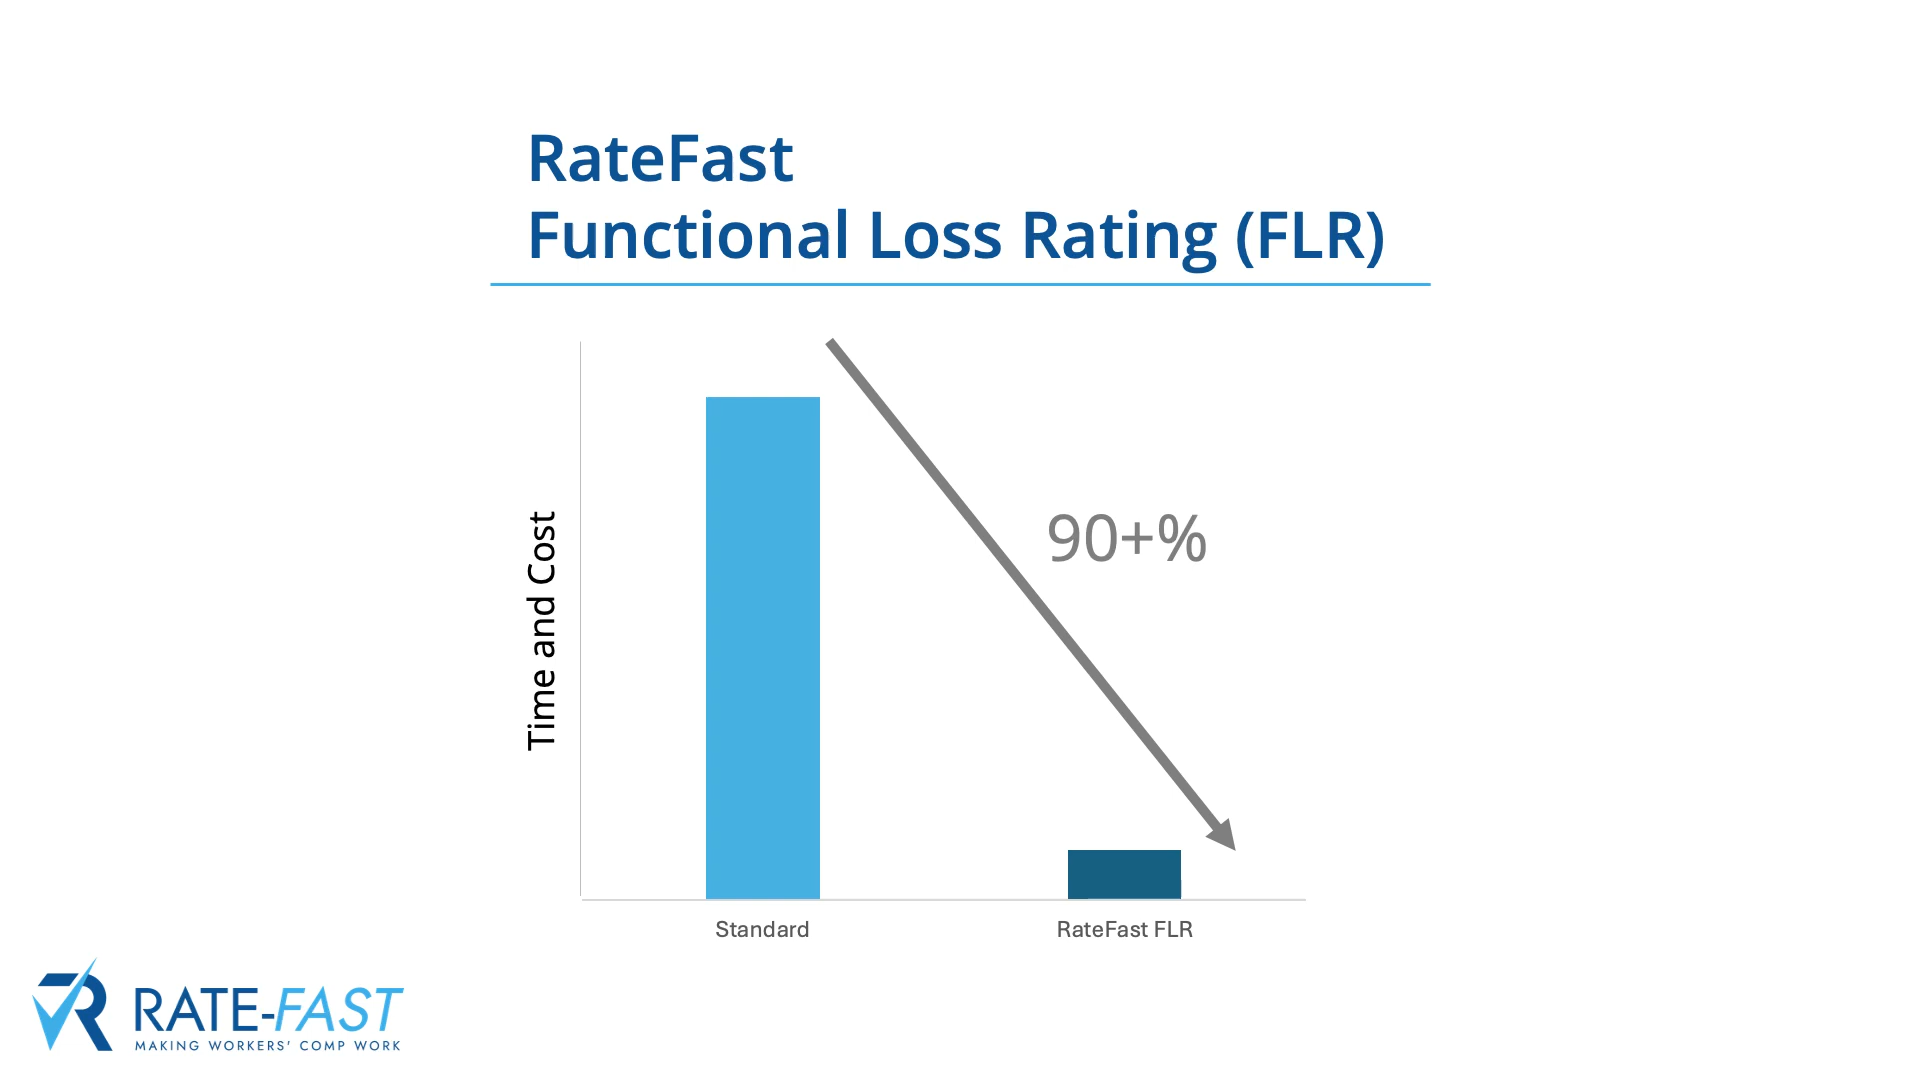 RateFast
Functional Loss Rating (FLR)
Time and Cost
90+%
Standard
RateFast FLR
RATE-FAST
MAKING WORKERS' COMP WORK